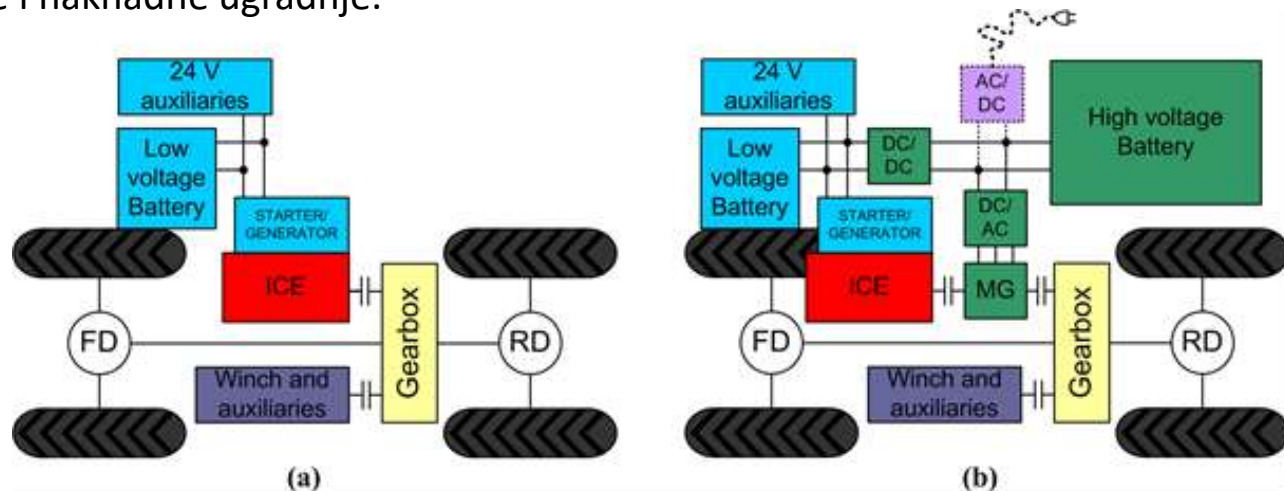 e i naknadne ugradnje.
24 V
auxiliaries
Low
voltage
Battery
STARTER/
GENERATOR
ICE
FD
RD
Gearbox
Winch and
auxiliaries
(a)
24 V
auxiliaries
AC/
DC
High voltage
Battery
Low
voltage
Battery
DC/
DC
STARTER/
GENERATOR
DC/
AC
ICE
MG
FD
RD
Gearbox
Winch and
auxiliaries
(b)